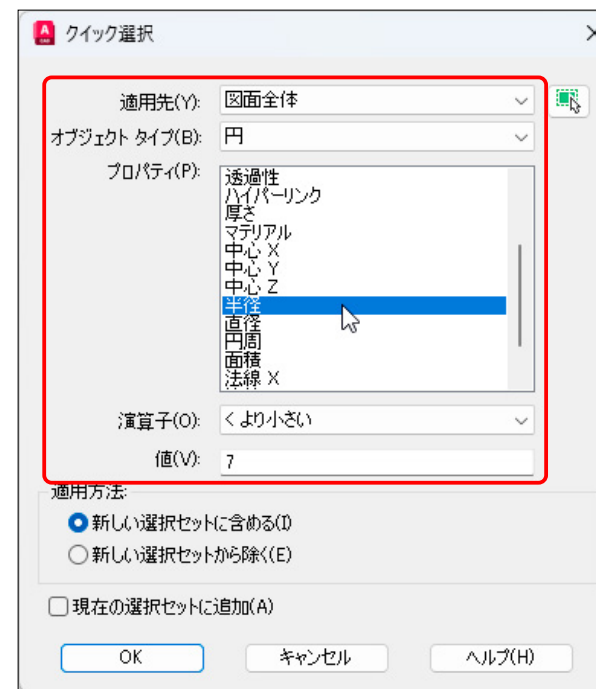 A
CAD
クイック選択
適用先(Y): 図面全体
オブジェクト タイプ(B): 円
プロパティ(P):
透過性
ハイパーリンク
厚さ
マテリアル
中心 X
中心 Y
中心 Z
半径
直径
円周
面積
法線 X
演算子(O): < より小さい
値(V): 7
適用方法:
新しい選択セットに含める(I)
新しい選択セットから除く(E)
現在の選択セットに追加(A)
OK キャンセル ヘルプ(H)